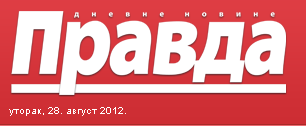 дневне новине
Правда
уторак, 28. август 2012.